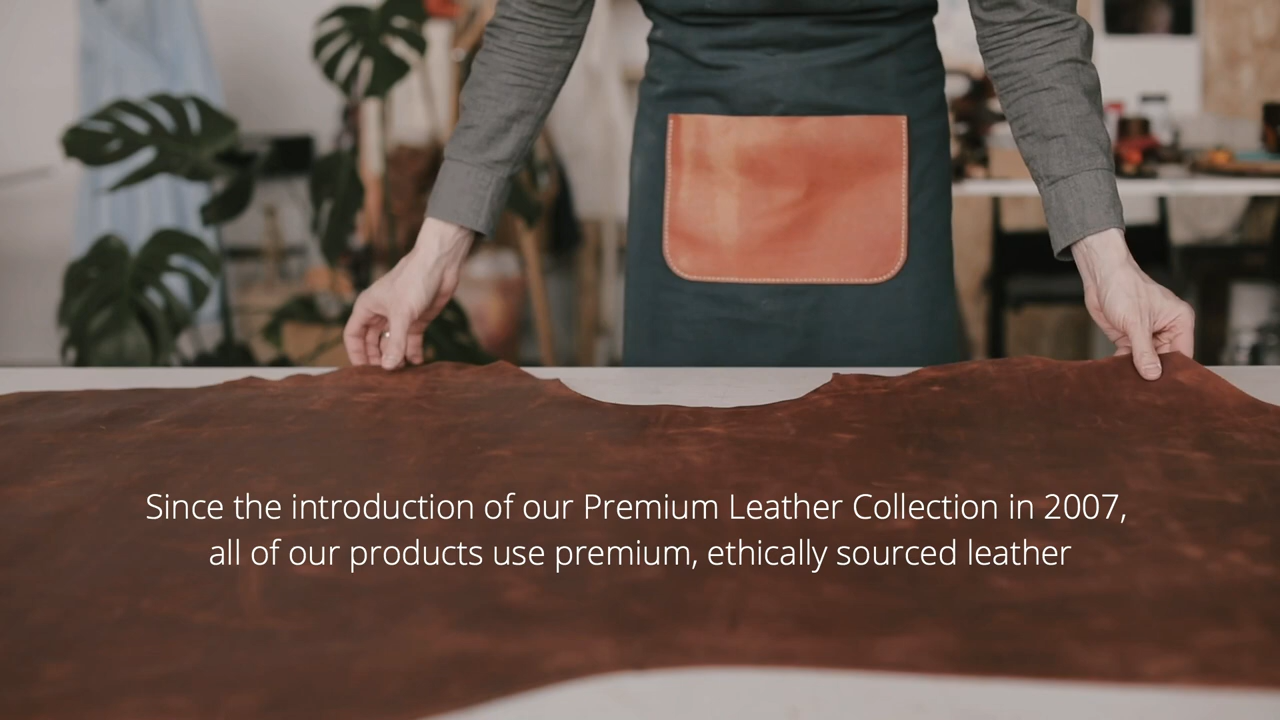 Since the introduction of our Premium Leather Collection in 2007,
all of our products use premium, ethically sourced leather